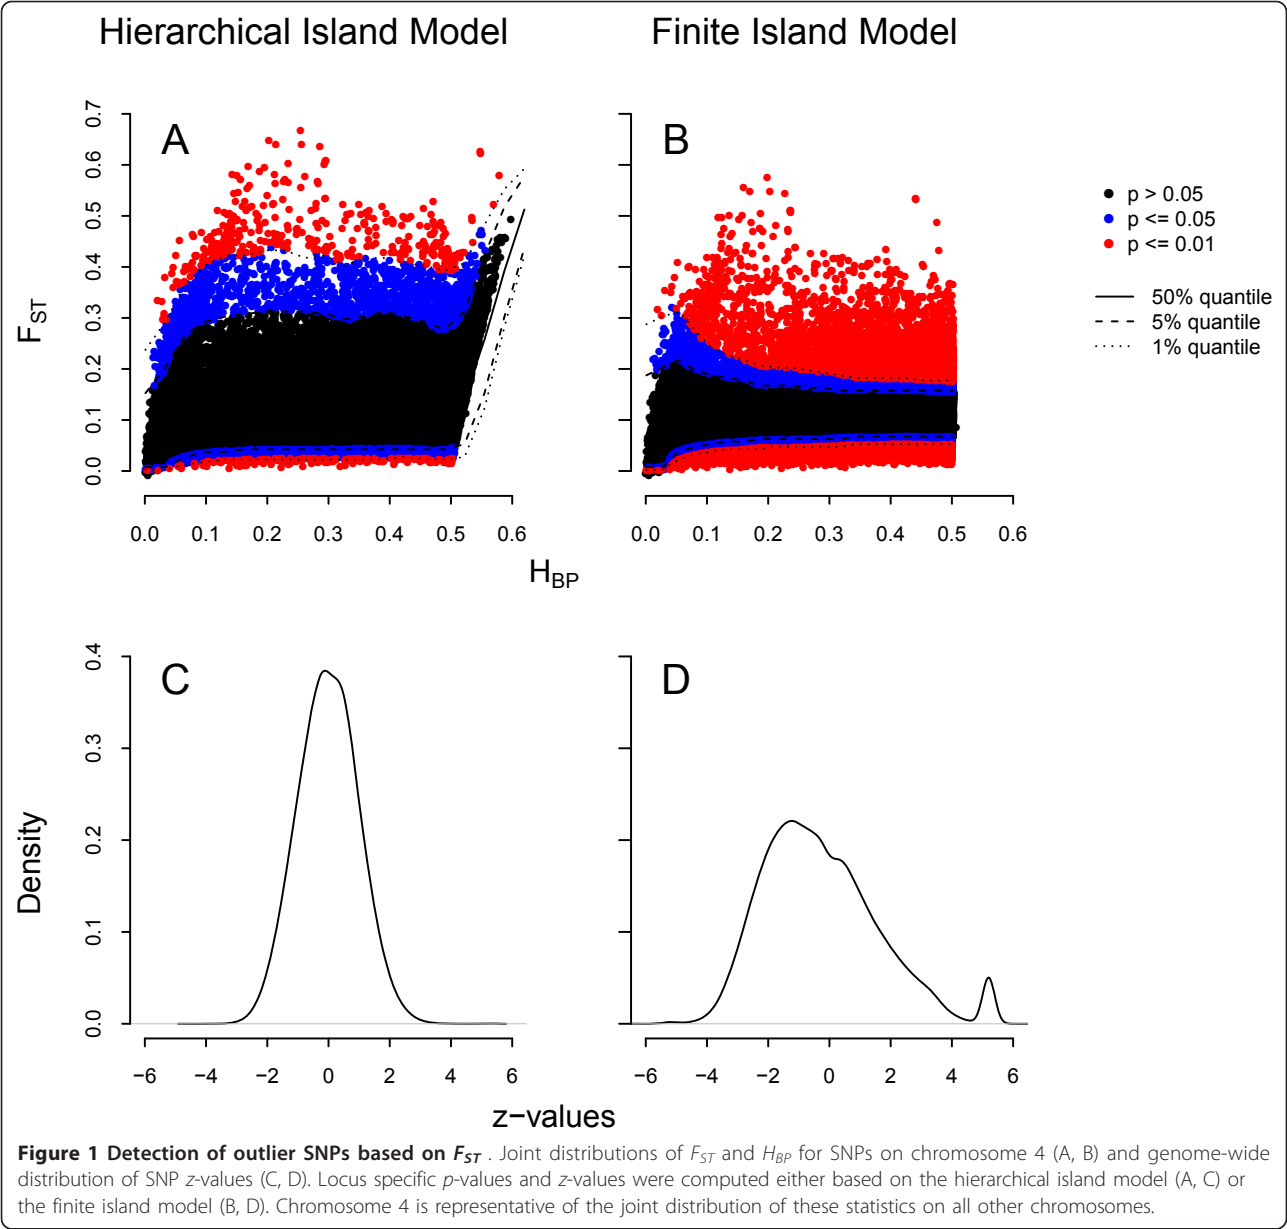 Hierarchical Island Model
Finite Island Model
A
B
F_ST
0.0 0.1 0.2 0.3 0.4 0.5 0.6 0.7
0.0 0.1 0.2 0.3 0.4 0.5 0.6
0.0 0.1 0.2 0.3 0.4 0.5 0.6
H_BP
p > 0.05
p <= 0.05
p <= 0.01
50% quantile
5% quantile
1% quantile
C
D
Density
0.0 0.1 0.2 0.3 0.4
−6 −4 −2 0 2 4 6
−6 −4 −2 0 2 4 6
z−values
Figure 1 Detection of outlier SNPs based on F_ST . Joint distributions of F_ST and H_BP for SNPs on chromosome 4 (A, B) and genome-wide
distribution of SNP z-values (C, D). Locus specific p-values and z-values were computed either based on the hierarchical island model (A, C) or
the finite island model (B, D). Chromosome 4 is representative of the joint distribution of these statistics on all other chromosomes.